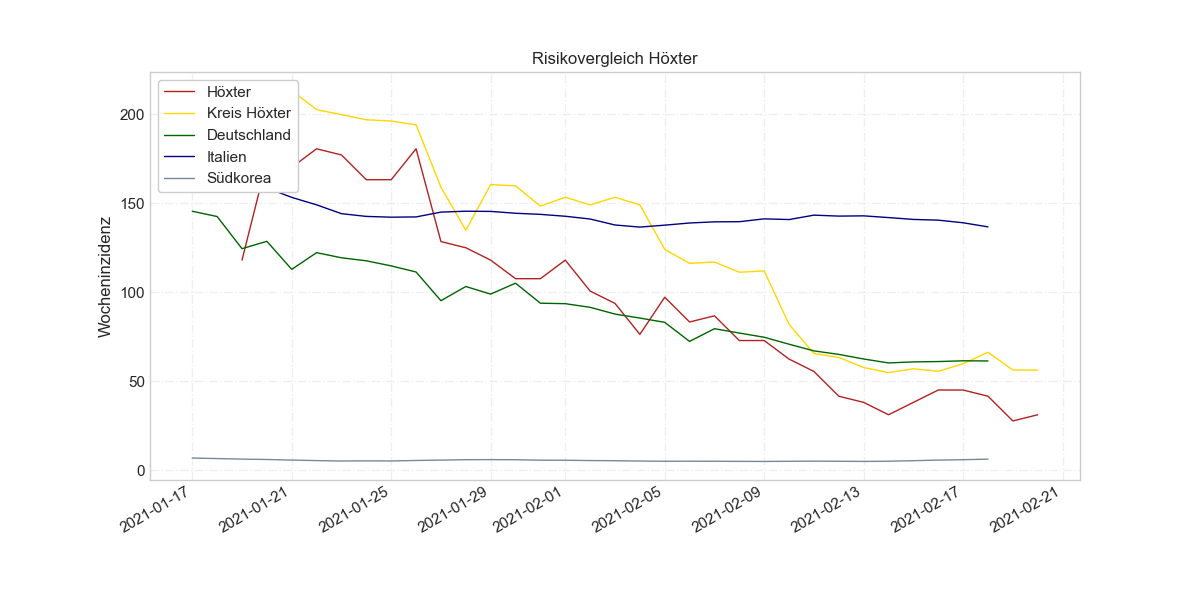 Risikovergleich Höxter
Höxter
Kreis Höxter
Deutschland
Italien
Südkorea
Wocheninzidenz
200
150
100
50
0
2021-01-17
2021-01-21
2021-01-25
2021-01-29
2021-02-01
2021-02-05
2021-02-09
2021-02-13
2021-02-17
2021-02-21